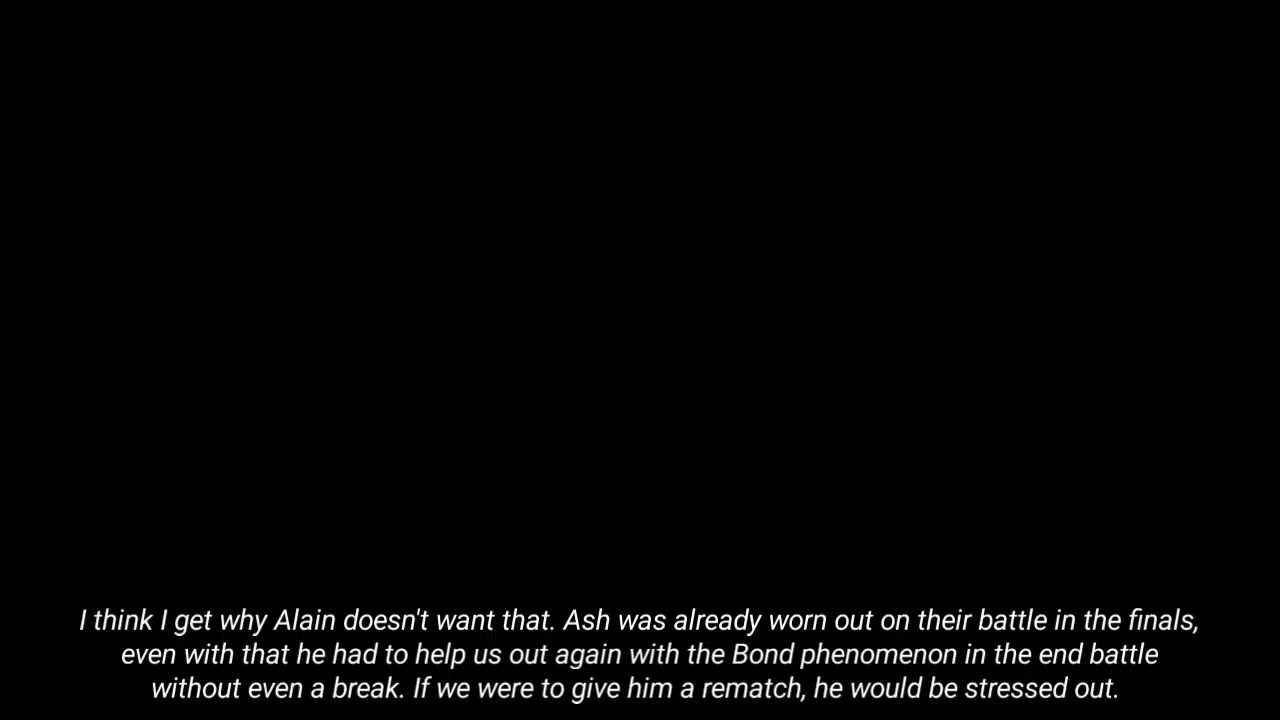 I think I get why Alain doesn't want that. Ash was already worn out on their battle in the finals,
even with that he had to help us out again with the Bond phenomenon in the end battle
without even a break. If we were to give him a rematch, he would be stressed out.